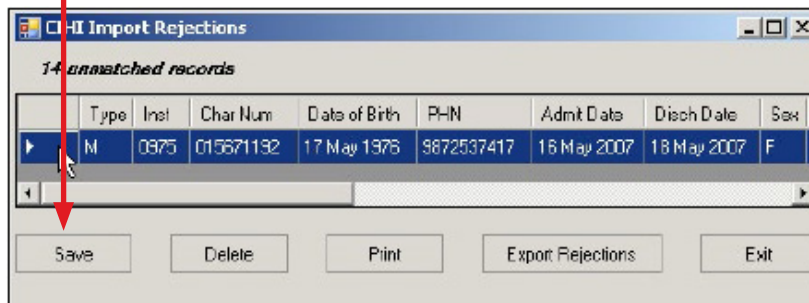 CIHI Import Rejections
14 unmatched records
Type Inst Char Num Date of Birth PHN Admit Date Disch Date Sex
M 0975 015671192 17 May 1976 9872537417 16 May 2007 18 May 2007 F
Save Delete Print Export Rejections Exit